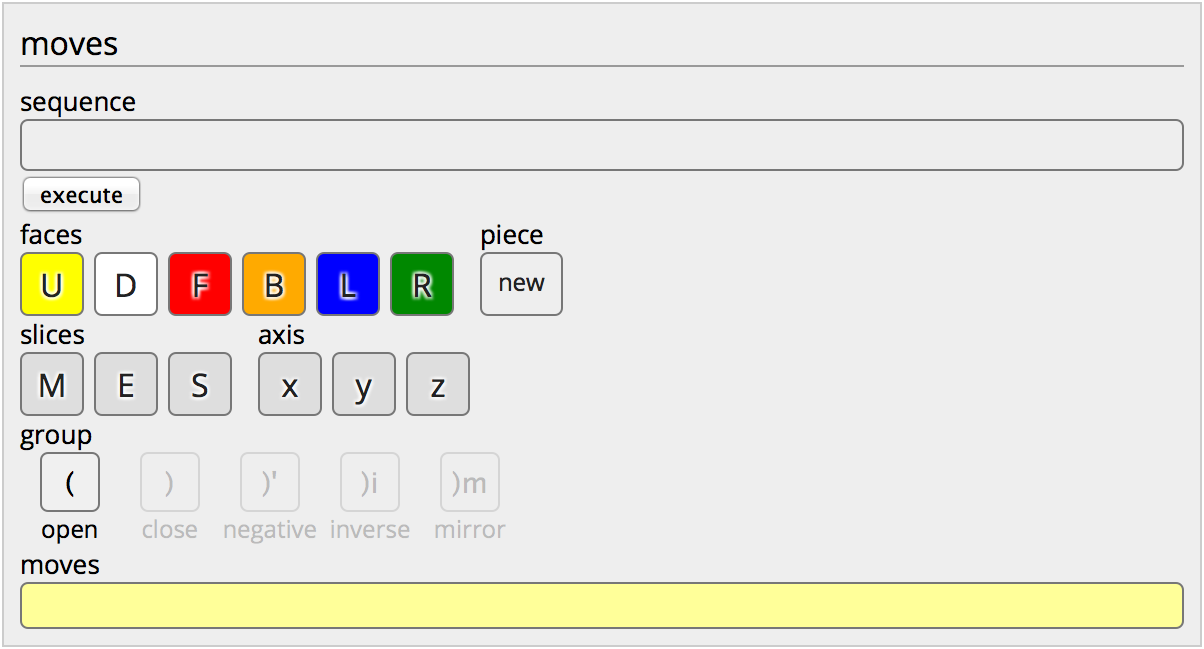 moves
sequence
execute
faces piece
U D F B L R new
slices axis
M E S x y z
group
( ) )' )i )m
open close negative inverse mirror
moves